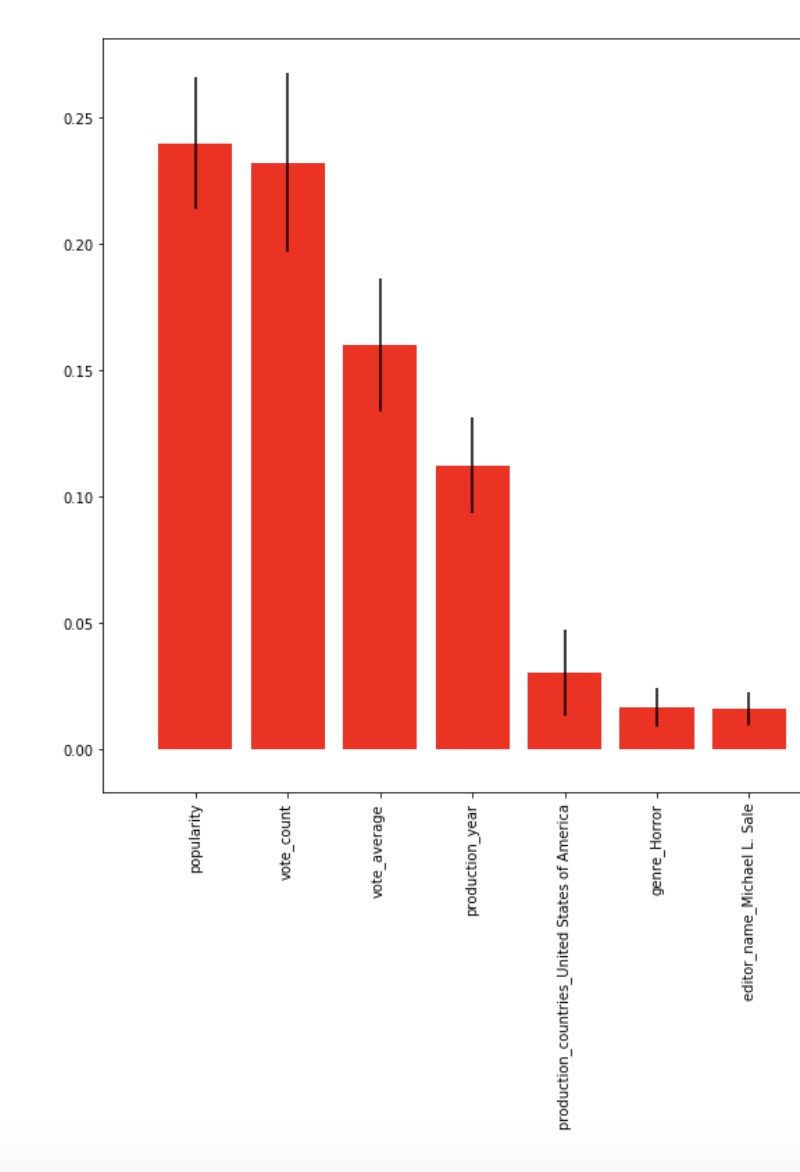 0.25
0.20
0.15
0.10
0.05
0.00
popularity
vote_count
vote_average
production_year
production_countries_United States of America
genre_Horror
editor_name_Michael L. Sale